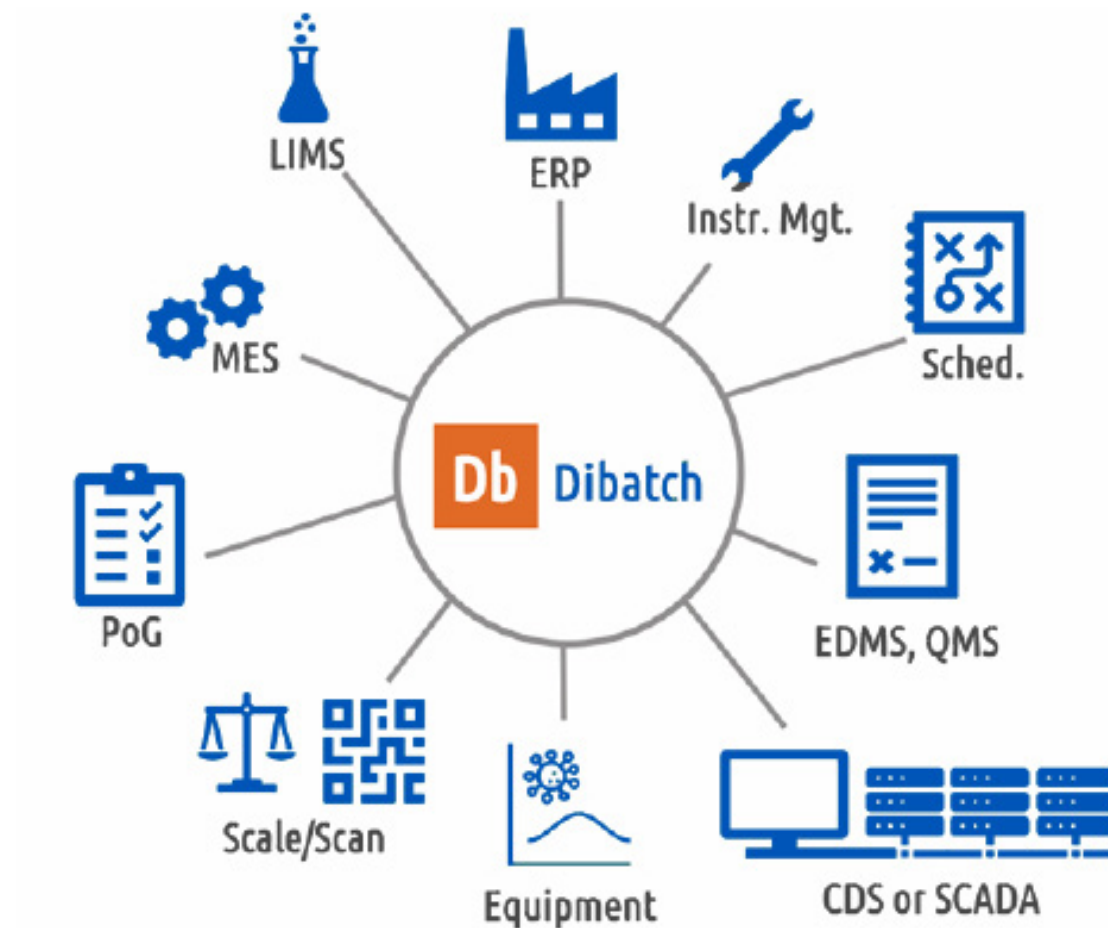 LIMS
ERP
Instr. Mgt.
Sched.
MES
Db Dibatch
PoG
EDMS, QMS
Scale/Scan
Equipment
CDS or SCADA